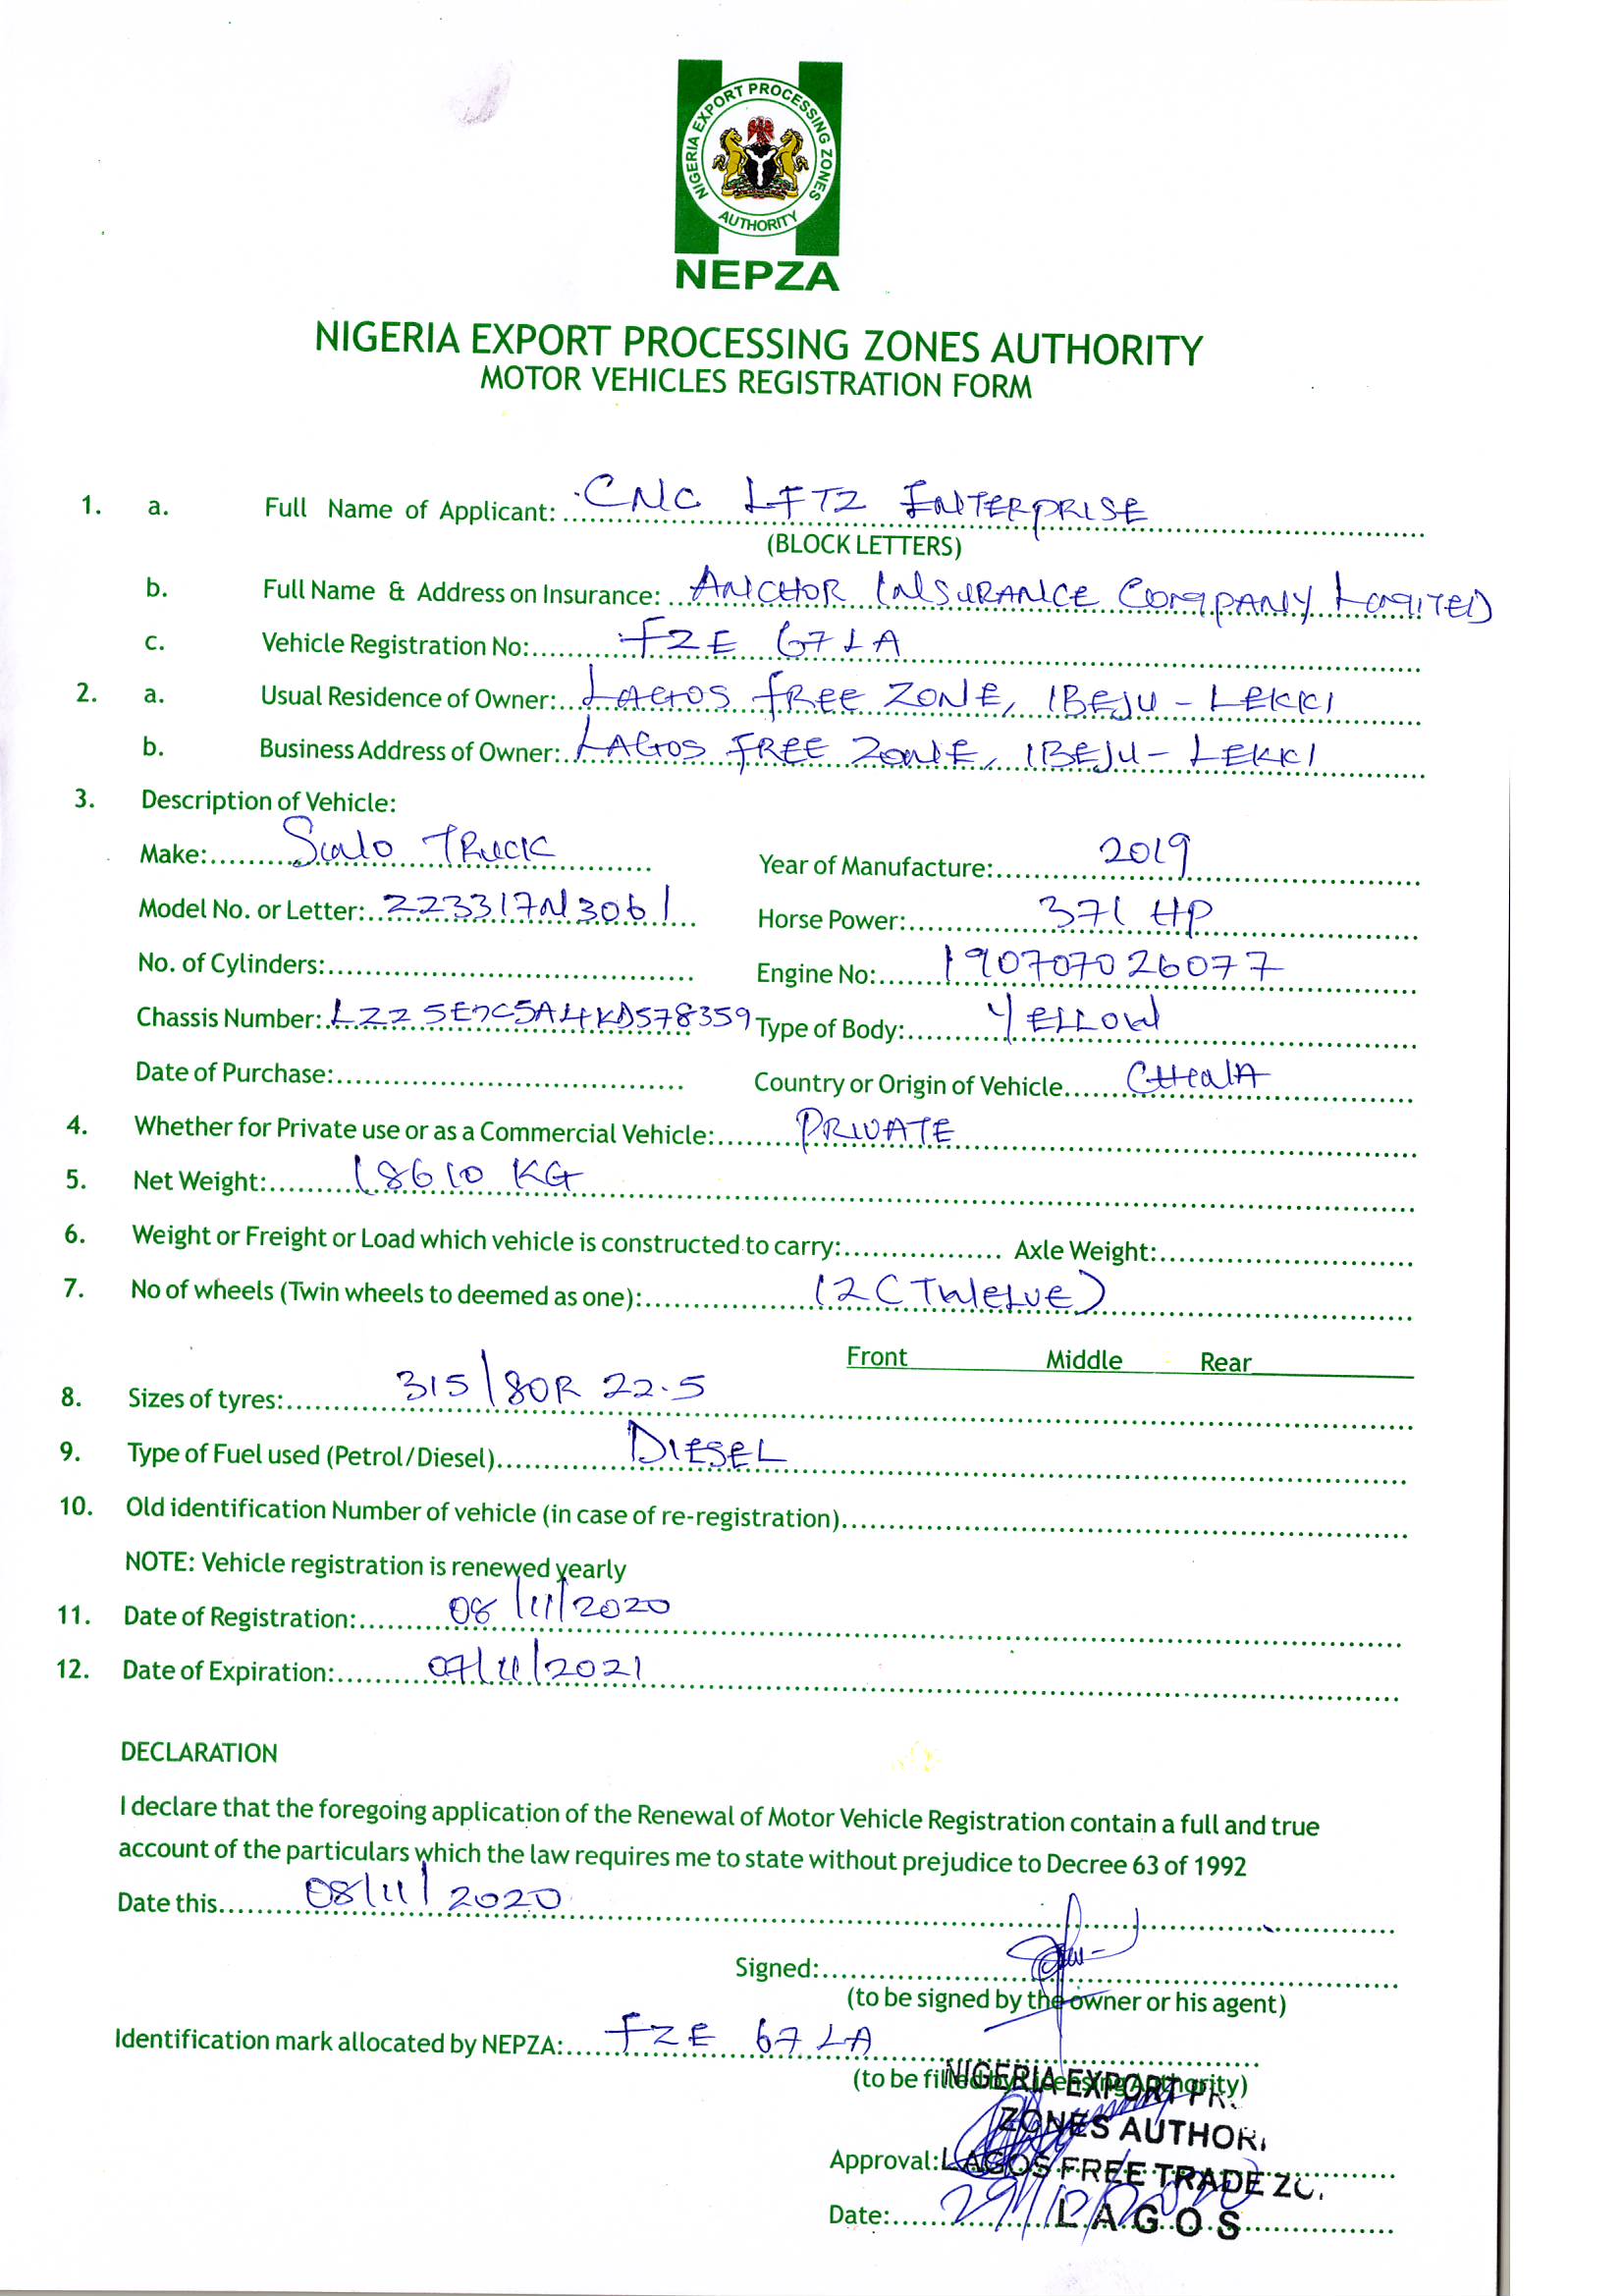 NIGERIA EXPORT PROCESSING ZONES
AUTHORITY
NEPZA
NIGERIA EXPORT PROCESSING ZONES AUTHORITY
MOTOR VEHICLES REGISTRATION FORM
1. a. Full Name of Applicant: CNC LFTZ ENTERPRISE
(BLOCK LETTERS)
b. Full Name & Address on Insurance: ANCHOR INSURANCE COMPANY LIMITED
c. Vehicle Registration No: FZE 67 LA
2. a. Usual Residence of Owner: LAGOS FREE ZONE, IBEJU - LEKKI
b. Business Address of Owner: LAGOS FREE ZONE, IBEJU - LEKKI
3. Description of Vehicle:
Make: TRUCK Year of Manufacture: 2019
Model No. or Letter: ZZ3317N3061 Horse Power: 371 HP
No. of Cylinders: Engine No: 190707026077
Chassis Number: LZZ5EXC5A4KD578359 Type of Body: YELLOW
Date of Purchase: Country or Origin of Vehicle CHINA
4. Whether for Private use or as a Commercial Vehicle: PRIVATE
5. Net Weight: 18610 KG
6. Weight or Freight or Load which vehicle is constructed to carry: Axle Weight:
7. No of wheels (Twin wheels to deemed as one): 12 (TWELVE)
Front Middle Rear
8. Sizes of tyres: 315/80R 22.5
9. Type of Fuel used (Petrol/Diesel) DIESEL
10. Old identification Number of vehicle (in case of re-registration)
NOTE: Vehicle registration is renewed yearly
11. Date of Registration: 08/11/2020
12. Date of Expiration: 07/11/2021
DECLARATION
I declare that the foregoing application of the Renewal of Motor Vehicle Registration contain a full and true
account of the particulars which the law requires me to state without prejudice to Decree 63 of 1992
Date this 08/11/2020
Signed:
(to be signed by the owner or his agent)
Identification mark allocated by NEPZA: FZE 67 LA
(to be filled by Licensing Authority)
NIGERIA EXPORT PR
ZONES AUTHOR
Approval: LAGOS FREE TRADE ZO
Date: 29/12/2020
LAGOS